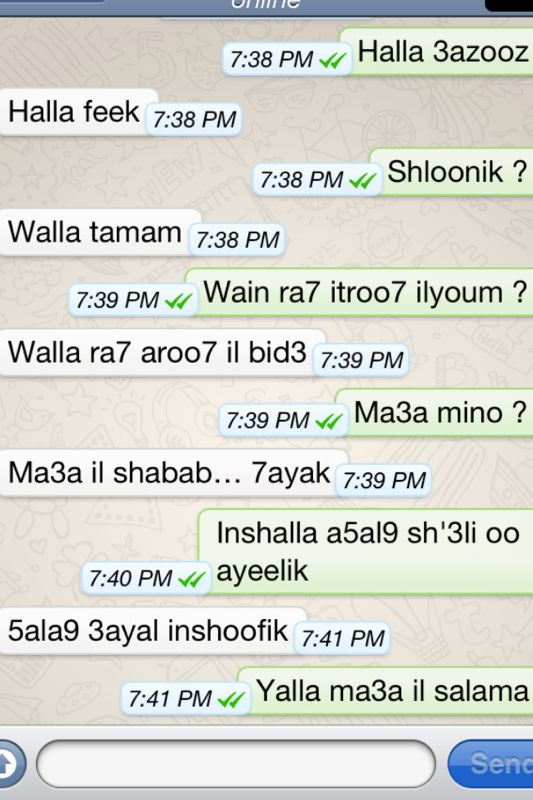 online
7:38 PM Halla 3azooz
Halla feek 7:38 PM
7:38 PM Shloonik ?
Walla tamam 7:38 PM
7:39 PM Wain ra7 itroo7 ilyoum ?
Walla ra7 aroo7 il bid3 7:39 PM
7:39 PM Ma3a mino ?
Ma3a il shabab... 7ayak 7:39 PM
Inshalla a5al9 sh'3li oo
7:40 PM ayeelik
5ala9 3ayal inshoofik 7:41 PM
7:41 PM Yalla ma3a il salama
Send